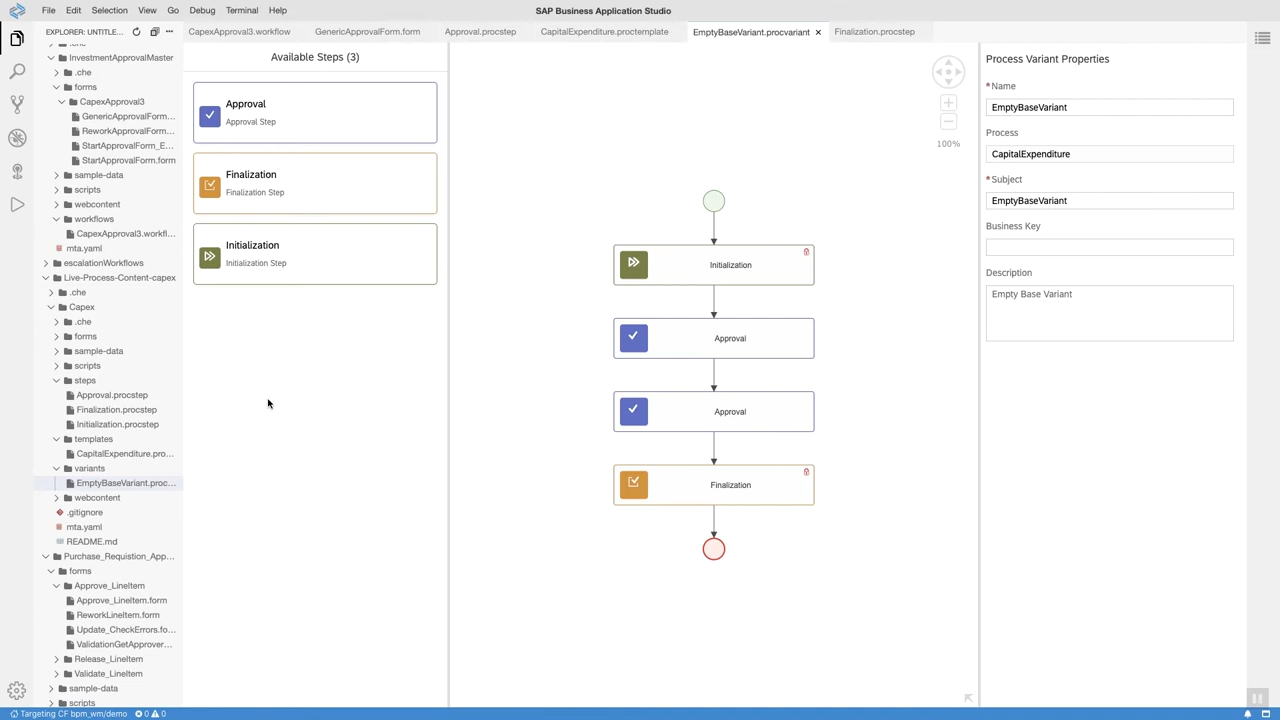 File Edit Selection View Go Debug Terminal Help
SAP Business Application Studio
EXPLORER: UNTITLE...
CapexApproval3.workflow
GenericApprovalForm.form
Approval.procstep
CapitalExpenditure.proctemplate
EmptyBaseVariant.procvariant
Finalization.procstep
.che
InvestmentApprovalMaster
.che
forms
CapexApproval3
GenericApprovalForm...
ReworkApprovalForm...
StartApprovalForm_E...
StartApprovalForm.form
sample-data
scripts
webcontent
workflows
CapexApproval3.workfl...
mta.yaml
escalationWorkflows
Live-Process-Content-capex
.che
Capex
.che
forms
sample-data
scripts
steps
Approval.procstep
Finalization.procstep
Initialization.procstep
templates
CapitalExpenditure.pro...
variants
EmptyBaseVariant.proc...
webcontent
.gitignore
mta.yaml
README.md
Purchase_Requistion_App...
forms
Approve_LineItem
Approve_LineItem.form
ReworkLineItem.form
Update_CheckErrors.fo...
ValidationGetApprover...
Release_LineItem
Validate_LineItem
sample-data
scripts
Available Steps (3)
Approval
Approval Step
Finalization
Finalization Step
Initialization
Initialization Step
100%
Initialization
Approval
Approval
Finalization
Process Variant Properties
*Name
EmptyBaseVariant
Process
CapitalExpenditure
*Subject
EmptyBaseVariant
Business Key
Description
Empty Base Variant
Targeting CF bpm_wm/demo 0 0